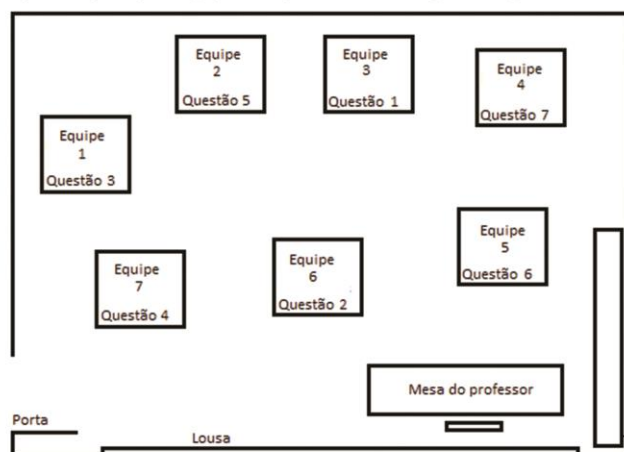 Equipe
2
Questão 5
Equipe
3
Questão 1
Equipe
4
Questão 7
Equipe
1
Questão 3
Equipe
5
Questão 6
Equipe
6
Questão 2
Equipe
7
Questão 4
Mesa do professor
Porta
Lousa